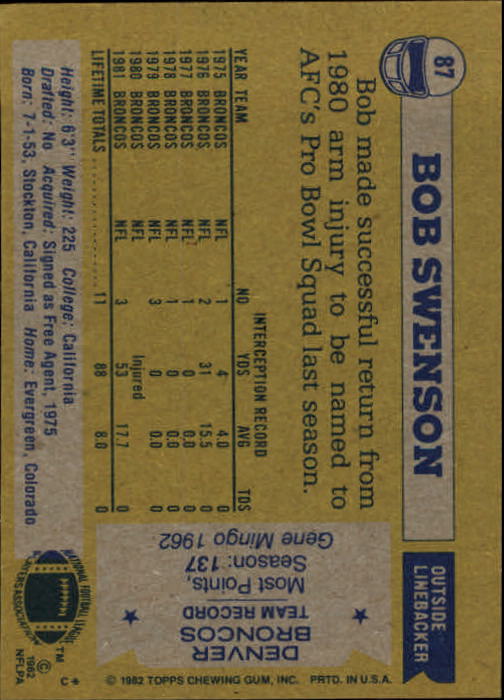 87
BOB SWENSON
OUTSIDE
LINEBACKER
Bob made successful return from
1980 arm injury to be named to
AFC's Pro Bowl Squad last season.
INTERCEPTION RECORD
YEAR TEAM NO YDS AVG TDS
1975 BRONCOS NFL 1 4 4.0 0
1976 BRONCOS NFL 2 31 15.5 0
1977 BRONCOS NFL 1 0 0.0 0
1978 BRONCOS NFL 1 0 0.0 0
1979 BRONCOS NFL 3 0 0.0 0
1980 BRONCOS NFL Injured
1981 BRONCOS NFL 3 53 17.7 0
LIFETIME TOTALS 11 88 8.0 0
Height: 6'3" Weight: 225 College: California
Drafted: No Acquired: Signed as Free Agent, 1975
Born: 7-1-53, Stockton, California Home: Evergreen, Colorado
DENVER
BRONCOS
TEAM RECORD
Most Points,
Season: 137
Gene Mingo 1962
NATIONAL FOOTBALL LEAGUE
PLAYERS ASSOCIATION
TM
©
1982
NFLPA
C*
© 1982 TOPPS CHEWING GUM, INC. PRTD. IN U.S.A.